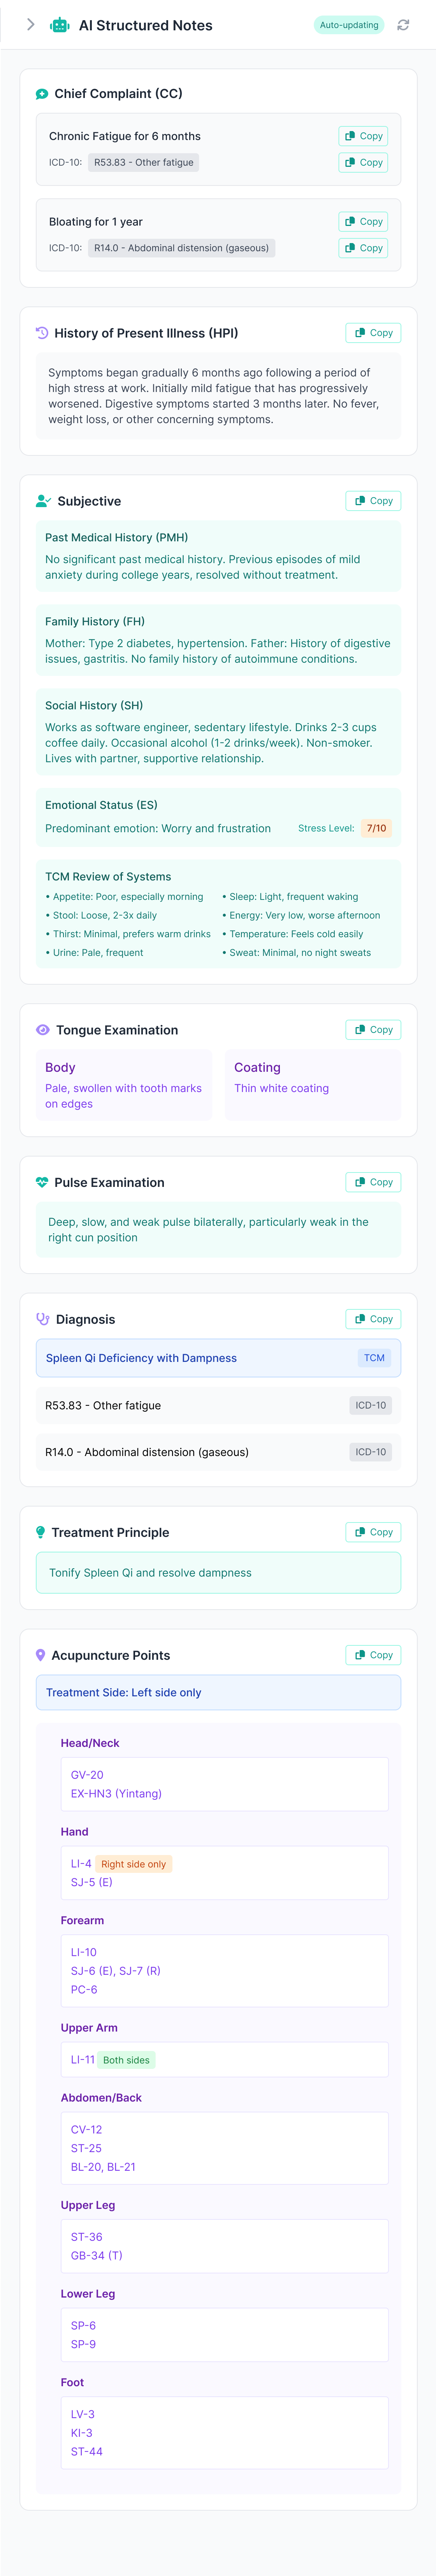 AI Structured Notes
Auto-updating
Chief Complaint (CC)
Chronic Fatigue for 6 months
Copy
ICD-10: R53.83 - Other fatigue
Copy
Bloating for 1 year
Copy
ICD-10: R14.0 - Abdominal distension (gaseous)
Copy
History of Present Illness (HPI)
Copy
Symptoms began gradually 6 months ago following a period of
high stress at work. Initially mild fatigue that has progressively
worsened. Digestive symptoms started 3 months later. No fever,
weight loss, or other concerning symptoms.
Subjective
Copy
Past Medical History (PMH)
No significant past medical history. Previous episodes of mild
anxiety during college years, resolved without treatment.
Family History (FH)
Mother: Type 2 diabetes, hypertension. Father: History of digestive
issues, gastritis. No family history of autoimmune conditions.
Social History (SH)
Works as software engineer, sedentary lifestyle. Drinks 2-3 cups
coffee daily. Occasional alcohol (1-2 drinks/week). Non-smoker.
Lives with partner, supportive relationship.
Emotional Status (ES)
Predominant emotion: Worry and frustration
Stress Level: 7/10
TCM Review of Systems
• Appetite: Poor, especially morning
• Sleep: Light, frequent waking
• Stool: Loose, 2-3x daily
• Energy: Very low, worse afternoon
• Thirst: Minimal, prefers warm drinks
• Temperature: Feels cold easily
• Urine: Pale, frequent
• Sweat: Minimal, no night sweats
Tongue Examination
Copy
Body
Pale, swollen with tooth marks
on edges
Coating
Thin white coating
Pulse Examination
Copy
Deep, slow, and weak pulse bilaterally, particularly weak in the
right cun position
Diagnosis
Copy
Spleen Qi Deficiency with Dampness
TCM
R53.83 - Other fatigue
ICD-10
R14.0 - Abdominal distension (gaseous)
ICD-10
Treatment Principle
Copy
Tonify Spleen Qi and resolve dampness
Acupuncture Points
Copy
Treatment Side: Left side only
Head/Neck
GV-20
EX-HN3 (Yintang)
Hand
LI-4 Right side only
SJ-5 (E)
Forearm
LI-10
SJ-6 (E), SJ-7 (R)
PC-6
Upper Arm
LI-11 Both sides
Abdomen/Back
CV-12
ST-25
BL-20, BL-21
Upper Leg
ST-36
GB-34 (T)
Lower Leg
SP-6
SP-9
Foot
LV-3
KI-3
ST-44